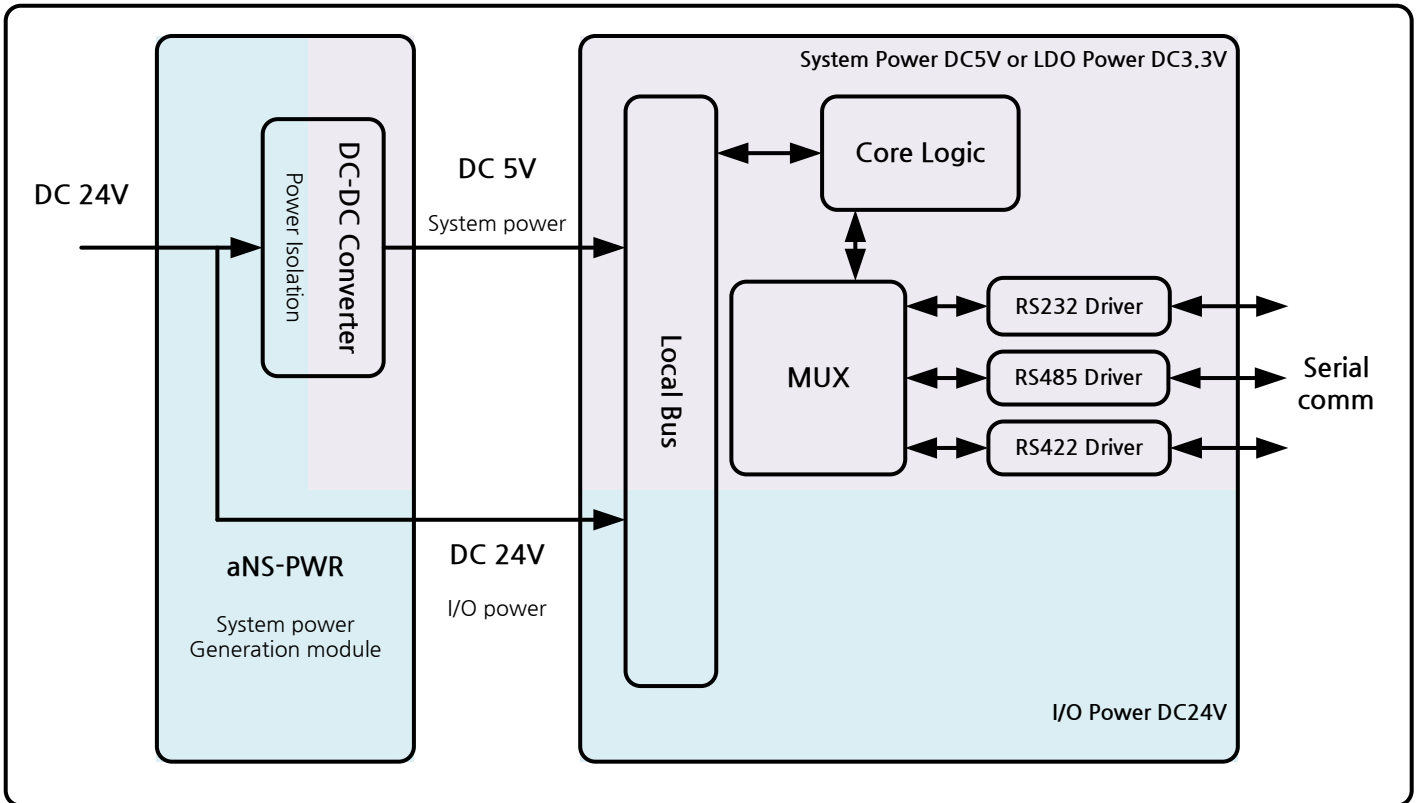 System Power DC5V or LDO Power DC3.3V
DC 24V
Power Isolation
DC-DC Converter
DC 5V
System power
Local Bus
Core Logic
MUX
RS232 Driver
RS485 Driver
RS422 Driver
Serial
comm
aNS-PWR
System power
Generation module
DC 24V
I/O power
I/O Power DC24V